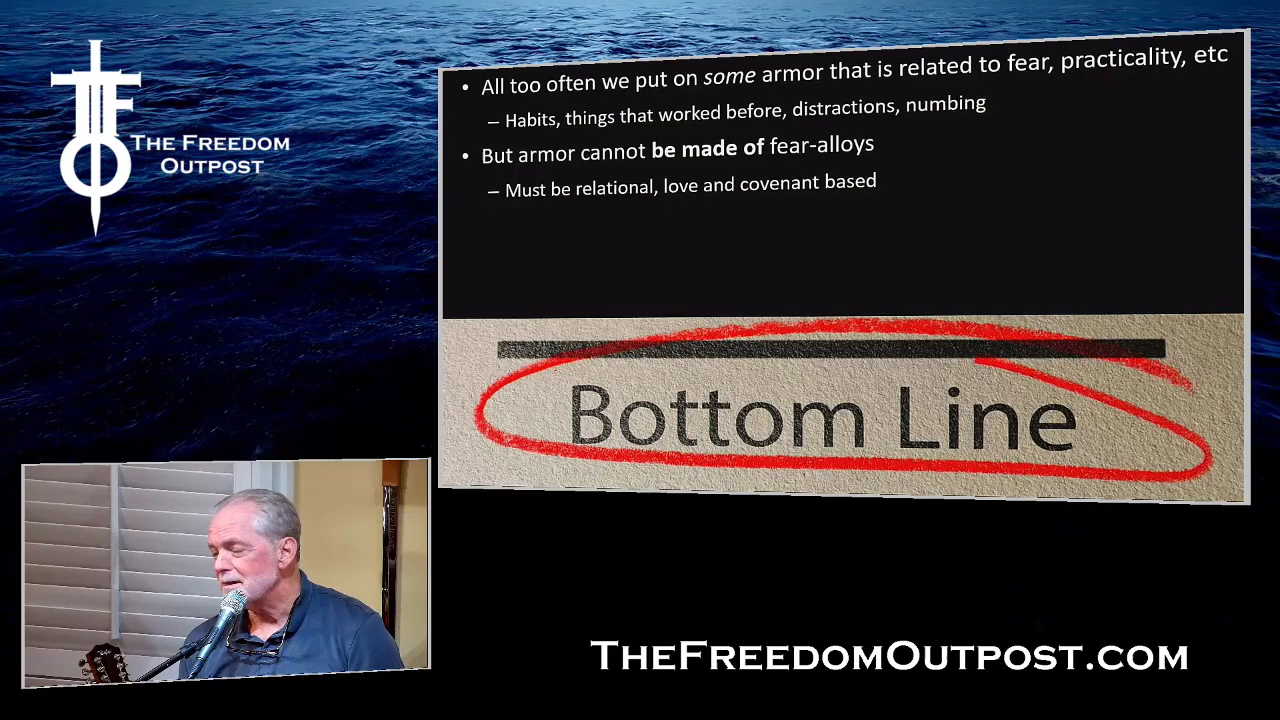 The Freedom
Outpost
• All too often we put on some armor that is related to fear, practicality, etc
– Habits, things that worked before, distractions, numbing
• But armor cannot be made of fear-alloys
– Must be relational, love and covenant based
Bottom Line
TheFreedomOutpost.com